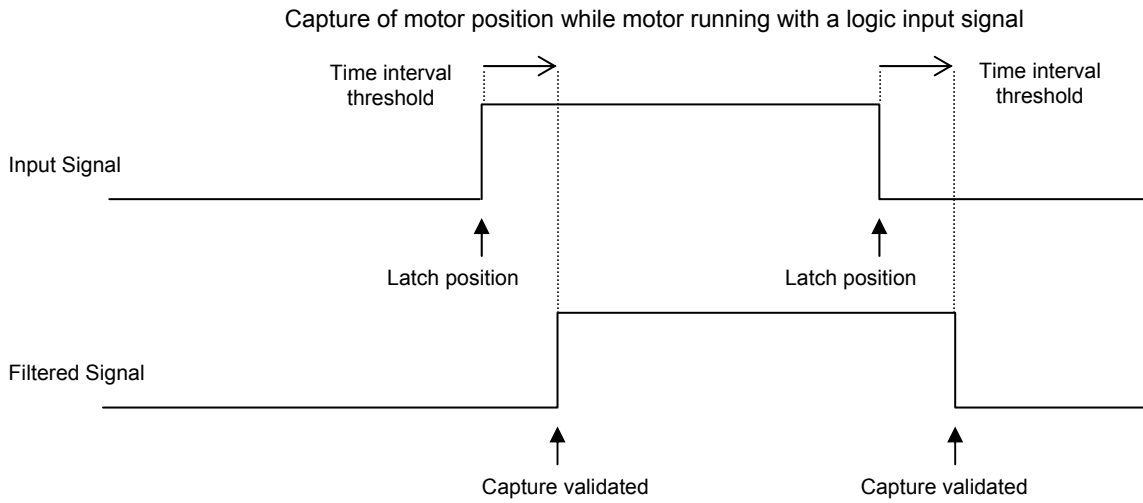 Capture of motor position while motor running with a logic input signal
Time interval
threshold
Time interval
threshold
Input Signal
Latch position
Latch position
Filtered Signal
Capture validated
Capture validated